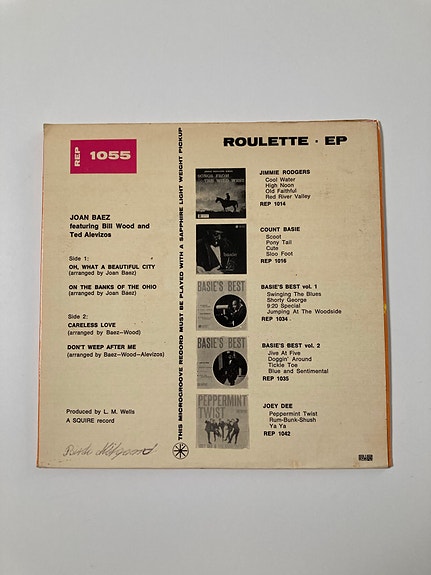 REP 1055
ROULETTE · EP
JOAN BAEZ
featuring Bill Wood and
Ted Alevizos
Side 1:
OH, WHAT A BEAUTIFUL CITY
(arranged by Joan Baez)
ON THE BANKS OF THE OHIO
(arranged by Joan Baez)
Side 2:
CARELESS LOVE
(arranged by Baez—Wood)
DON'T WEEP AFTER ME
(arranged by Baez—Wood—Alevizos)
Produced by L. M. Wells
A SQUIRE record
THIS MICROGROOVE RECORD MUST BE PLAYED WITH A SAPPHIRE LIGHT WEIGHT PICKUP
SONGS FROM
THE WILD WEST
JIMMIE RODGERS
Cool Water
High Noon
Old Faithful
Red River Valley
REP 1014
basie
COUNT BASIE
Scoot
Pony Tail
Cute
Sloo Foot
REP 1016
BASIE'S BEST
BASIE'S BEST vol. 1
Swinging The Blues
Shorty George
9:20 Special
Jumping At The Woodside
REP 1034
BASIE'S BEST
BASIE'S BEST vol. 2
Jive At Five
Doggin' Around
Tickle Toe
Blue and Sentimental
REP 1035
PEPPERMINT
TWIST
JOEY DEE
Peppermint Twist
Rum-Bunk-Shush
Ya Ya
REP 1042